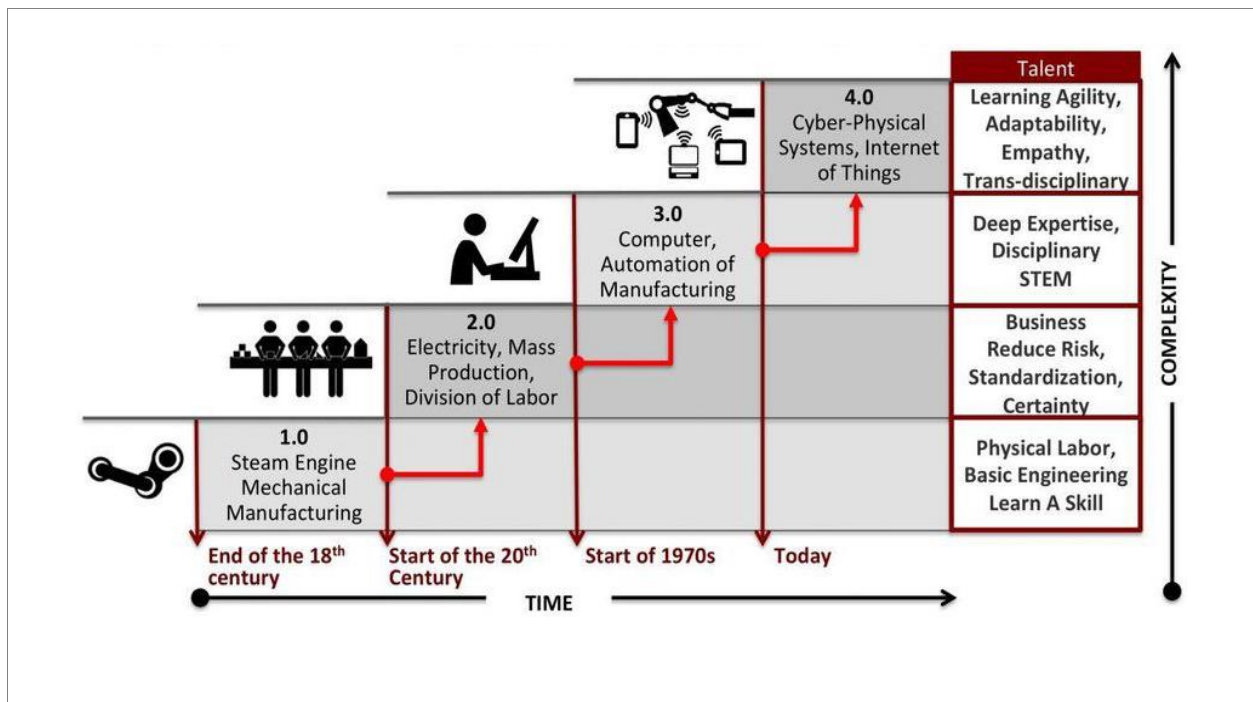 Talent
4.0
Cyber-Physical
Systems, Internet
of Things
Learning Agility,
Adaptability,
Empathy,
Trans-disciplinary
3.0
Computer,
Automation of
Manufacturing
Deep Expertise,
Disciplinary
STEM
2.0
Electricity, Mass
Production,
Division of Labor
Business
Reduce Risk,
Standardization,
Certainty
1.0
Steam Engine
Mechanical
Manufacturing
Physical Labor,
Basic Engineering
Learn A Skill
End of the 18th
century
Start of the 20th
Century
Start of 1970s
Today
TIME
COMPLEXITY